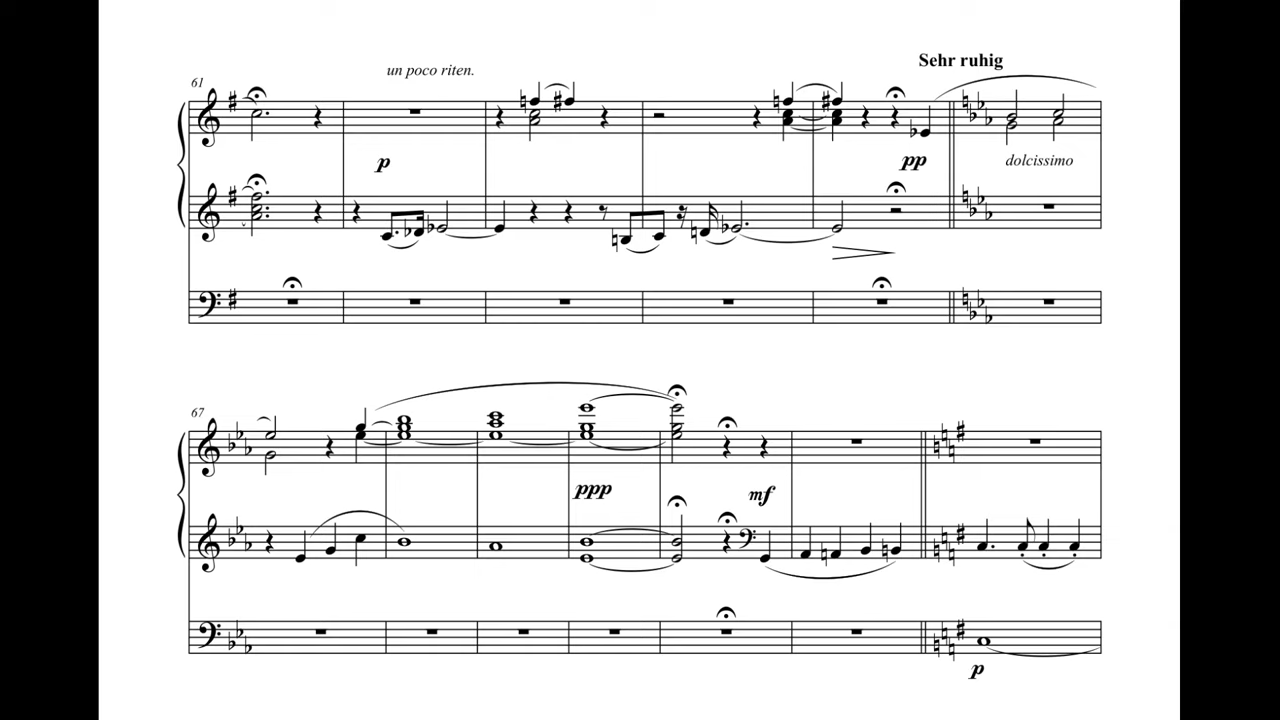 Sehr ruhig
61
un poco riten.
p
pp
dolcissimo
67
ppp
mf
p